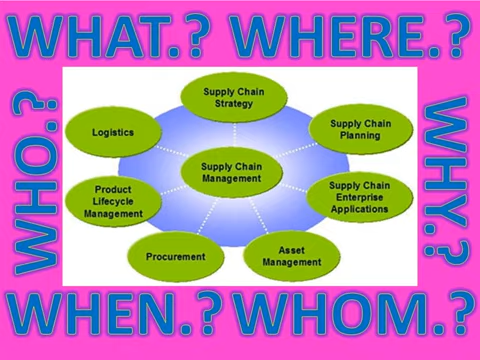 WHAT.? WHERE.?
WHO.?
WHY.?
Supply Chain
Strategy
Logistics
Supply Chain
Planning
Supply Chain
Management
Product
Lifecycle
Management
Supply Chain
Enterprise
Applications
Procurement
Asset
Management
WHEN.? WHOM.?